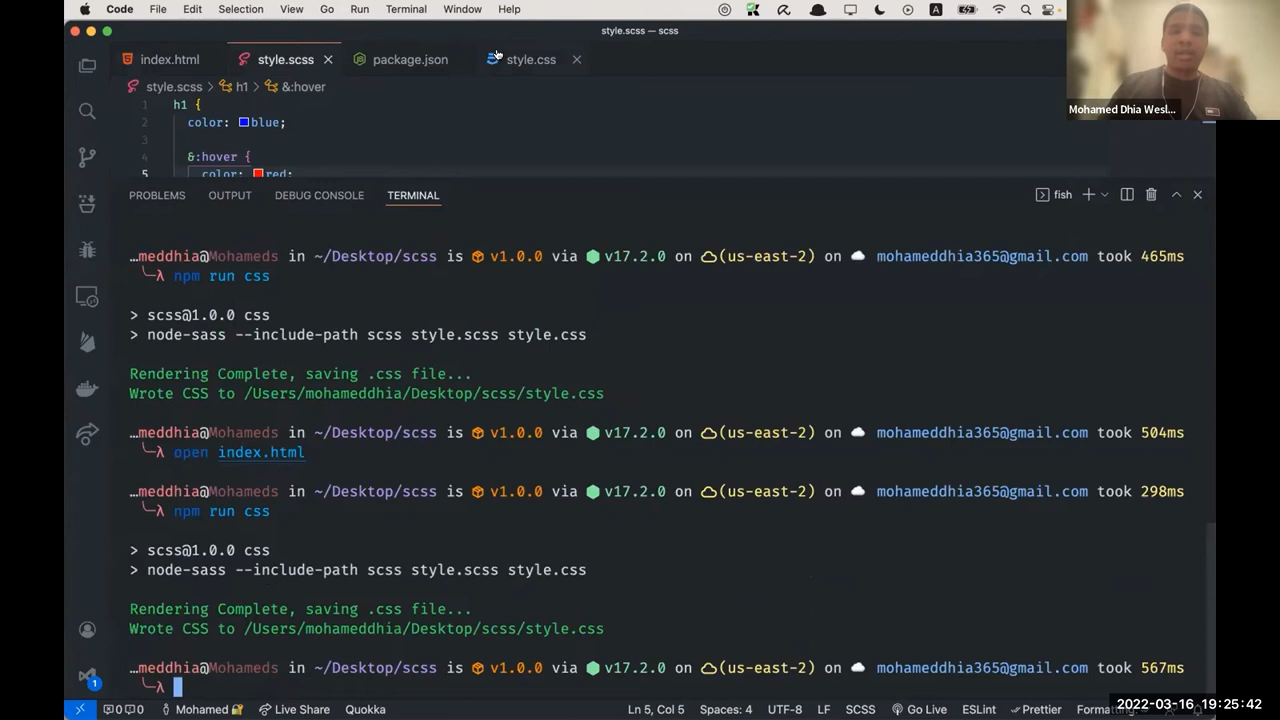 Code File Edit Selection View Go Run Terminal Window Help
style.scss — scss
index.html style.scss package.json style.css
style.scss > h1 > &:hover
1 h1 {
2 color: blue;
3
4 &:hover {
5 color: red;
Mohamed Dhia Wesl...
PROBLEMS OUTPUT DEBUG CONSOLE TERMINAL fish
…meddhia@Mohameds in ~/Desktop/scss is v1.0.0 via v17.2.0 on (us-east-2) on mohameddhia365@gmail.com took 465ms
╰─λ npm run css
> scss@1.0.0 css
> node-sass --include-path scss style.scss style.css
Rendering Complete, saving .css file...
Wrote CSS to /Users/mohameddhia/Desktop/scss/style.css
…meddhia@Mohameds in ~/Desktop/scss is v1.0.0 via v17.2.0 on (us-east-2) on mohameddhia365@gmail.com took 504ms
╰─λ open index.html
…meddhia@Mohameds in ~/Desktop/scss is v1.0.0 via v17.2.0 on (us-east-2) on mohameddhia365@gmail.com took 298ms
╰─λ npm run css
> scss@1.0.0 css
> node-sass --include-path scss style.scss style.css
Rendering Complete, saving .css file...
Wrote CSS to /Users/mohameddhia/Desktop/scss/style.css
…meddhia@Mohameds in ~/Desktop/scss is v1.0.0 via v17.2.0 on (us-east-2) on mohameddhia365@gmail.com took 567ms
╰─λ
1
0 0 Mohamed Live Share Quokka Ln 5, Col 5 Spaces: 4 UTF-8 LF SCSS Go Live ESLint Prettier Formatting:
2022-03-16 19:25:42